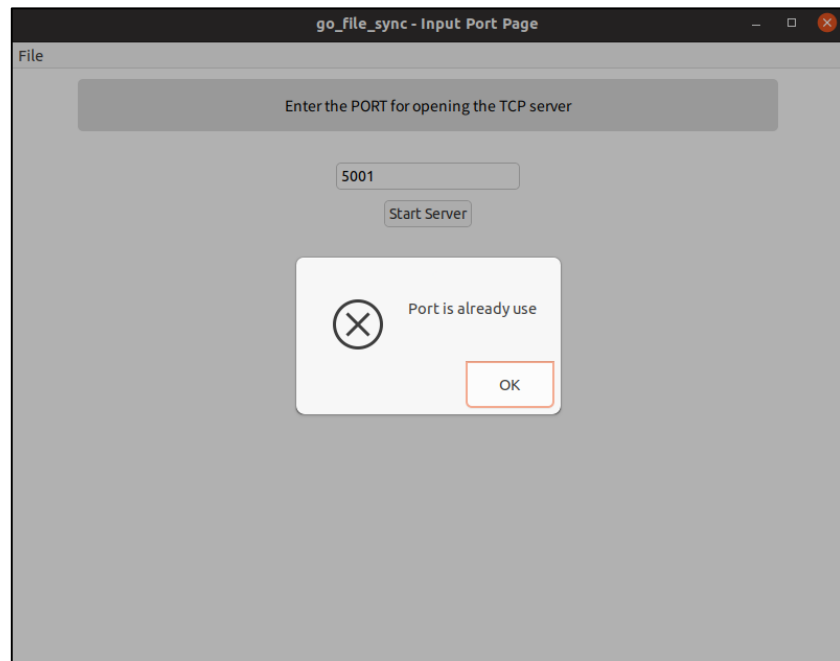 go_file_sync - Input Port Page
File
Enter the PORT for opening the TCP server
5001
Start Server
Port is already use
OK